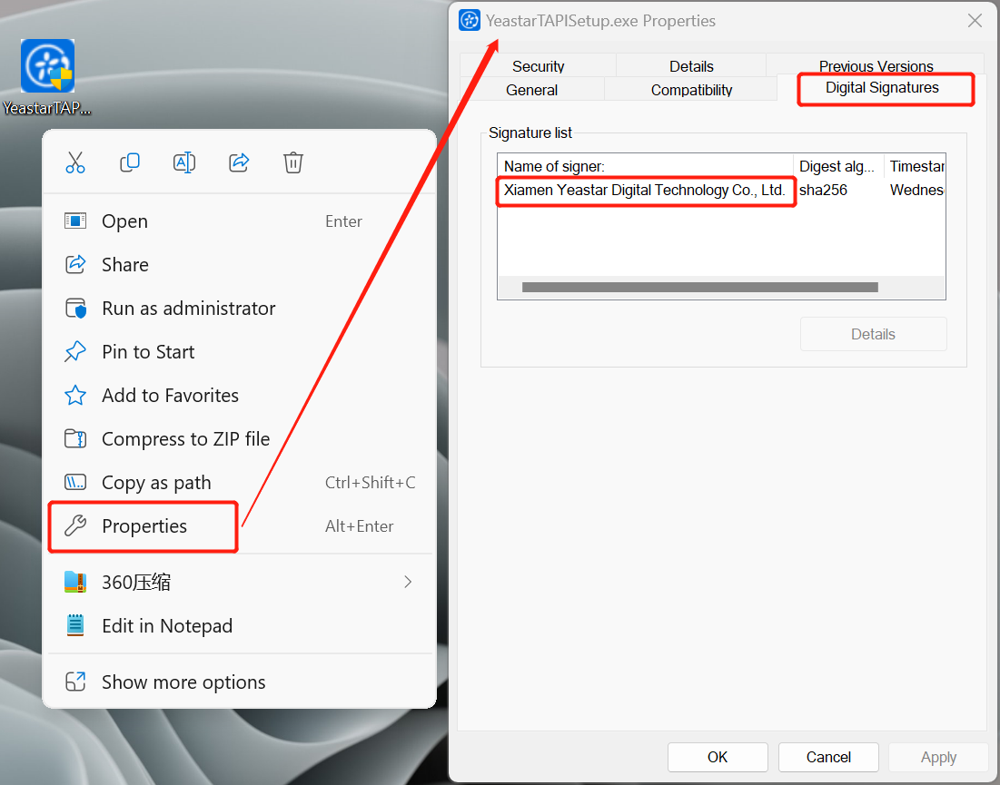 YeastarTAP...
Open Enter
Share
Run as administrator
Pin to Start
Add to Favorites
Compress to ZIP file
Copy as path Ctrl+Shift+C
Properties Alt+Enter
360压缩
Edit in Notepad
Show more options
YeastarTAPISetup.exe Properties
Security Details Previous Versions
General Compatibility Digital Signatures
Signature list
Name of signer: Digest alg... Timestar
Xiamen Yeastar Digital Technology Co., Ltd. sha256 Wednes
Details
OK Cancel Apply